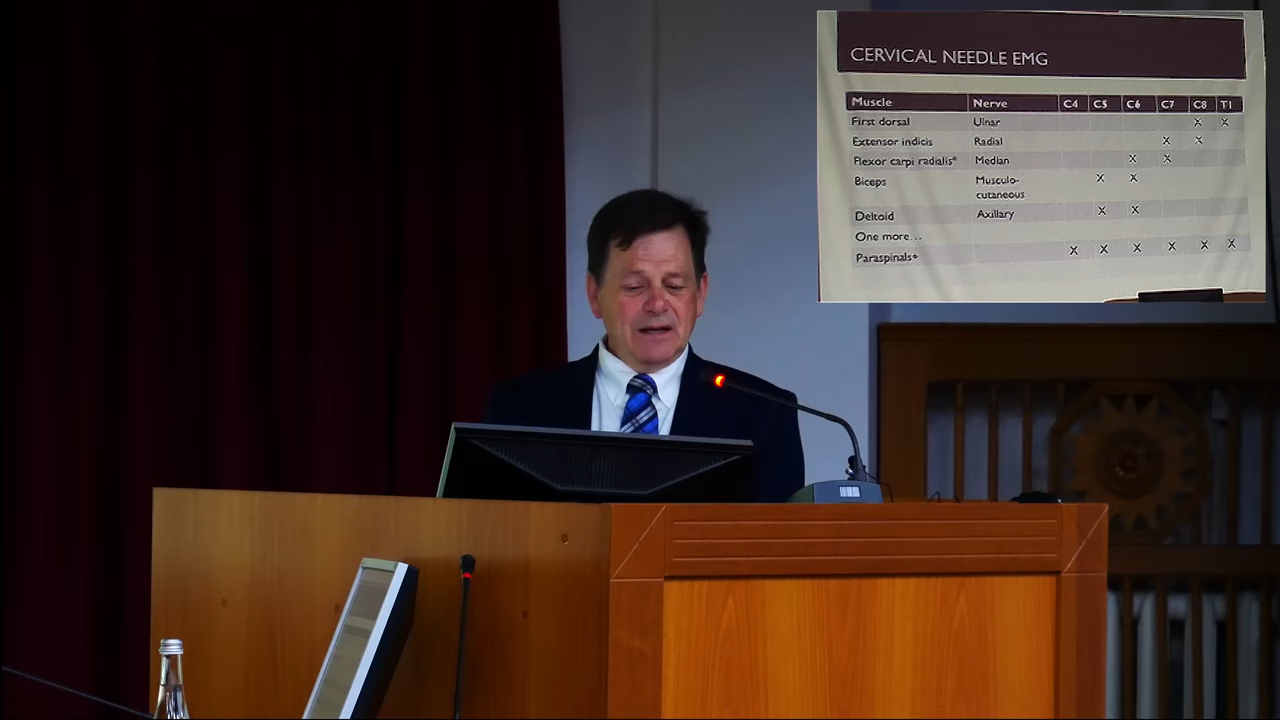 CERVICAL NEEDLE EMG
Muscle Nerve C4 C5 C6 C7 C8 T1
First dorsal Ulnar X X
Extensor indicis Radial X X
Flexor carpi radialis* Median X X
Biceps Musculo- X X
cutaneous
Deltoid Axillary X X
One more...
Paraspinals* X X X X X X